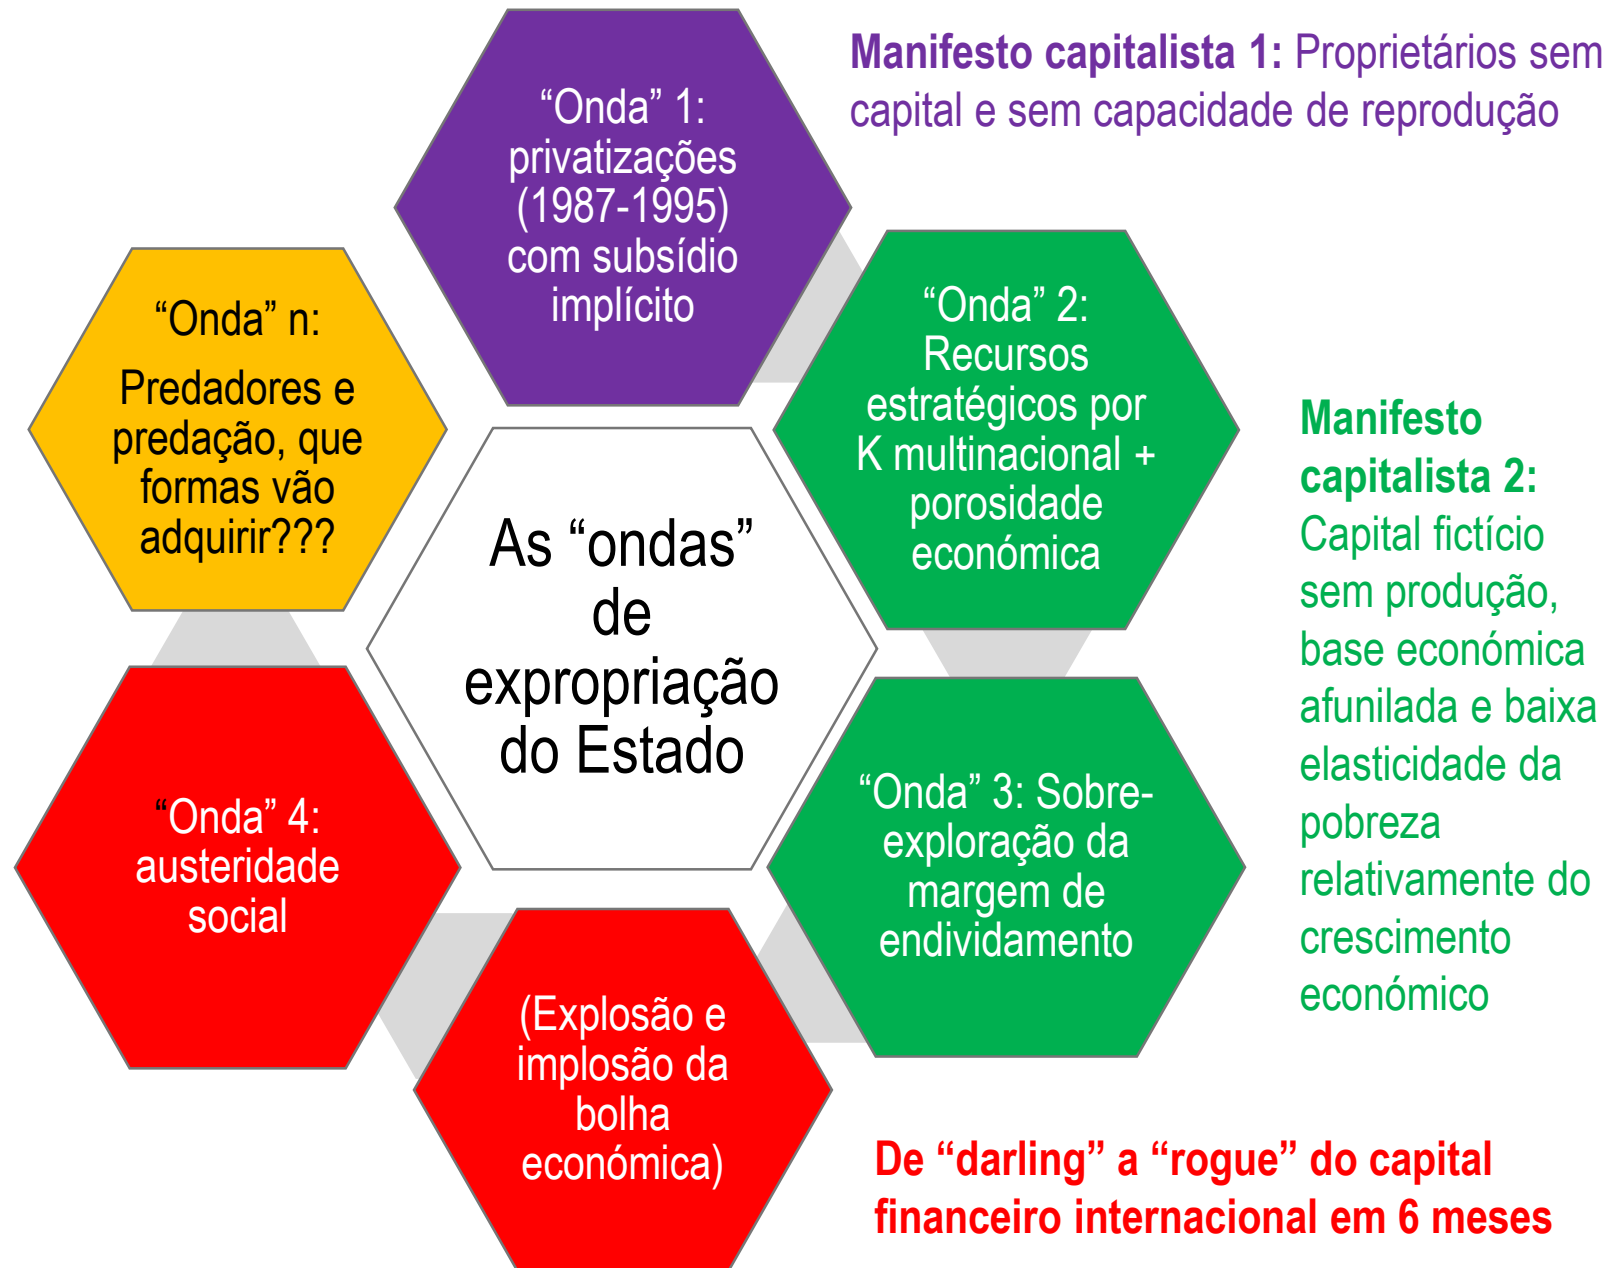 “Onda” 1:
privatizações
(1987-1995)
com subsídio
implícito
Manifesto capitalista 1: Proprietários sem
capital e sem capacidade de reprodução
“Onda” 2:
Recursos
estratégicos por
K multinacional +
porosidade
económica
Manifesto
capitalista 2:
Capital fictício
sem produção,
base económica
afunilada e baixa
elasticidade da
pobreza
relativamente do
crescimento
económico
“Onda” 3: Sobre-
exploração da
margem de
endividamento
(Explosão e
implosão da
bolha
económica)
De “darling” a “rogue” do capital
financeiro internacional em 6 meses
“Onda” 4:
austeridade
social
“Onda” n:
Predadores e
predação, que
formas vão
adquirir???
As “ondas”
de
expropriação
do Estado